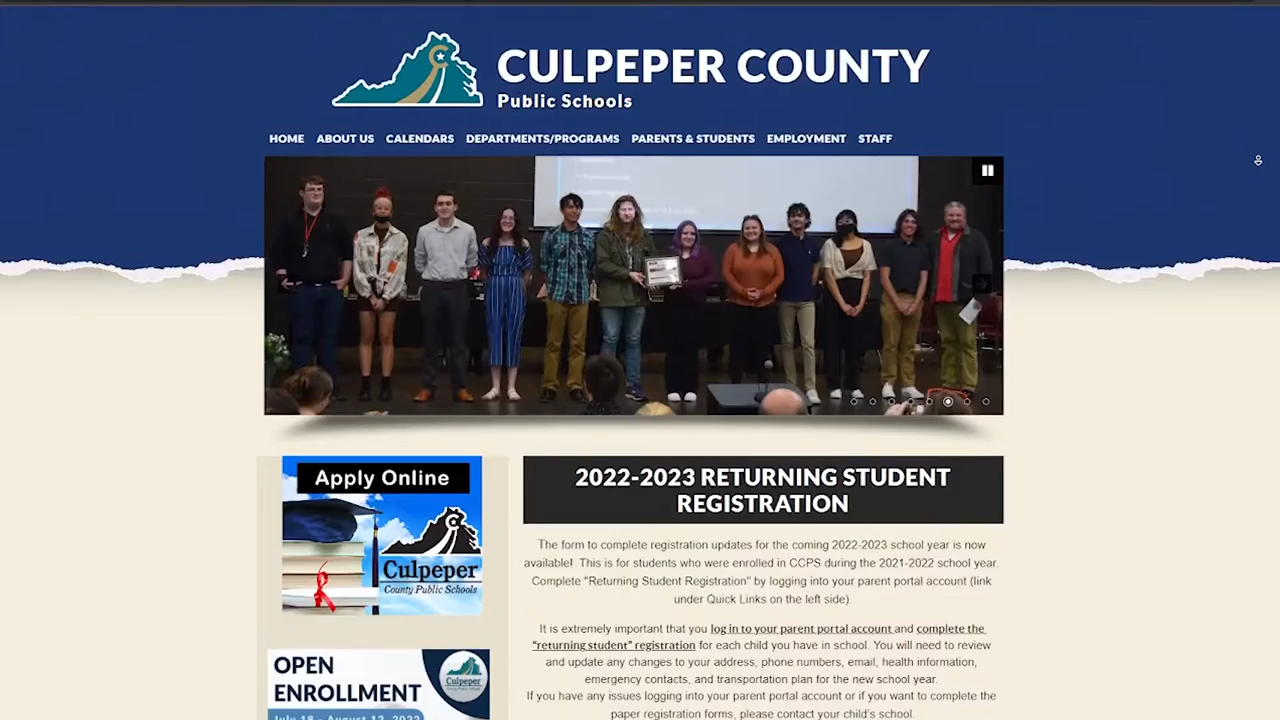 CULPEPER COUNTY
Public Schools
HOME ABOUT US CALENDARS DEPARTMENTS/PROGRAMS PARENTS & STUDENTS EMPLOYMENT STAFF
Apply Online
Culpeper
County Public Schools
OPEN
ENROLLMENT
July 18 - August 12, 2022
Culpeper
2022-2023 RETURNING STUDENT
REGISTRATION
The form to complete registration updates for the coming 2022-2023 school year is now
available! This is for students who were enrolled in CCPS during the 2021-2022 school year.
Complete "Returning Student Registration" by logging into your parent portal account (link
under Quick Links on the left side).
It is extremely important that you log in to your parent portal account and complete the
“returning student” registration for each child you have in school. You will need to review
and update any changes to your address, phone numbers, email, health information,
emergency contacts, and transportation plan for the new school year.
If you have any issues logging into your parent portal account or if you want to complete the
paper registration forms, please contact your child's school.